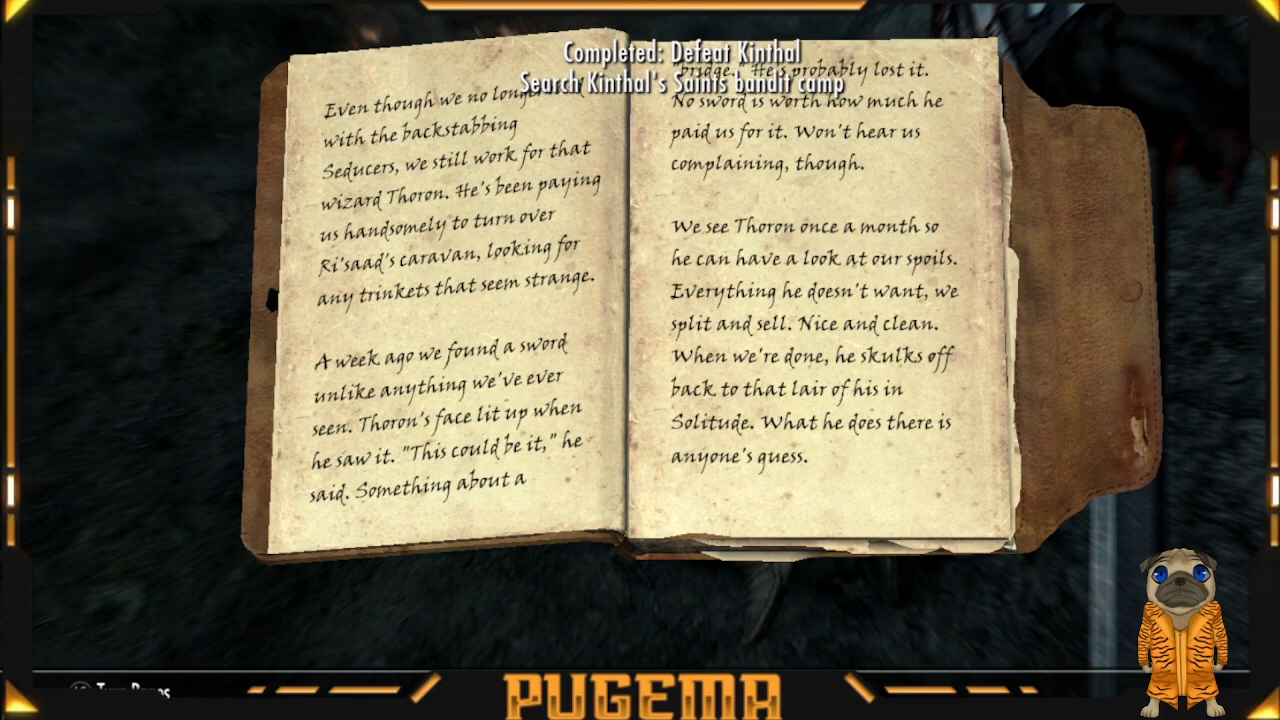 Completed: Defeat Kinthal
Search Kinthal's Saints bandit camp
Even though we no longer
with the backstabbing
Seducers, we still work for that
wizard Thoron. He's been paying
us handsomely to turn over
Ri'saad's caravan, looking for
any trinkets that seem strange.
A week ago we found a sword
unlike anything we've ever
seen. Thoron's face lit up when
he saw it. "This could be it," he
said. Something about a
"bridge." He's probably lost it.
No sword is worth how much he
paid us for it. Won't hear us
complaining, though.
We see Thoron once a month so
he can have a look at our spoils.
Everything he doesn't want, we
split and sell. Nice and clean.
When we're done, he skulks off
back to that lair of his in
Solitude. What he does there is
anyone's guess.
Turn Pages
PUGEMA